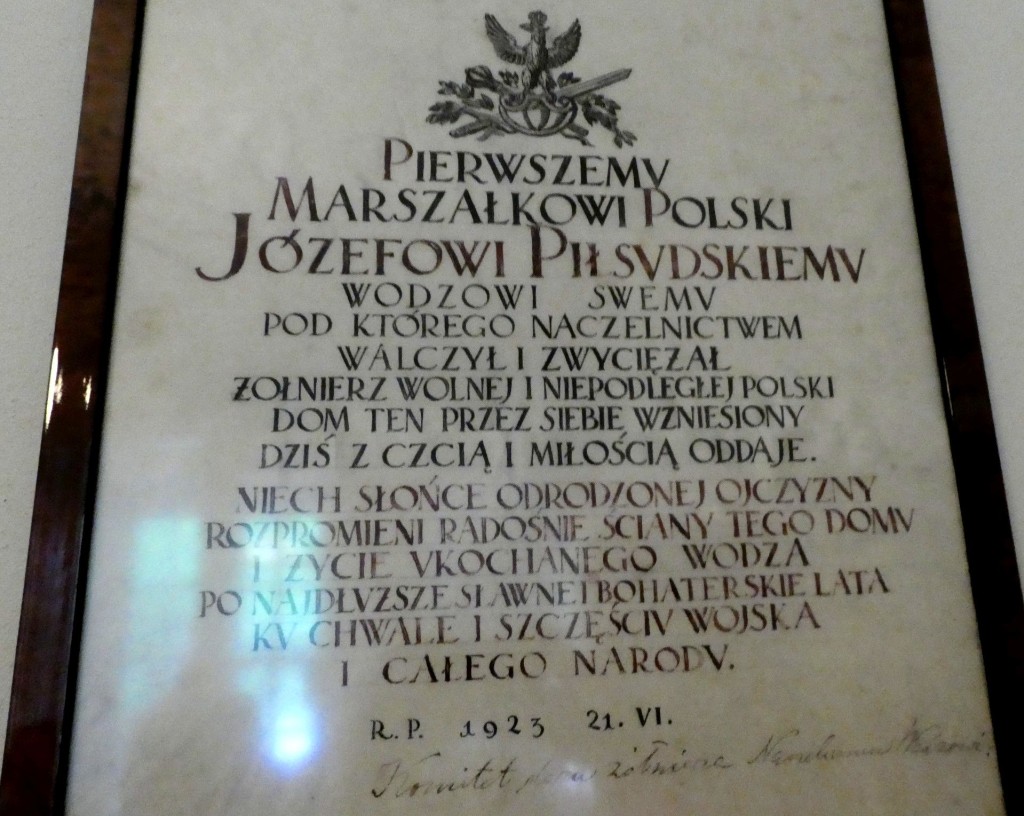 PIERWSZEMV
MARSZAŁKOWI POLSKI
JÓZEFOWI PIŁSVDSKIEMV
WODZOWI SWEMV
POD KTÓREGO NACZELNICTWEM
WALCZYŁ I ZWYCIĘŻAŁ
ŻOŁNIERZ WOLNEJ I NIEPODLEGŁEJ POLSKI
DOM TEN PRZEZ SIEBIE WZNIESIONY
DZIŚ Z CZCIĄ I MIŁOŚCIĄ ODDAJE.
NIECH SŁOŃCE ODRODZONEJ OJCZYZNY
ROZPROMIENI RADOŚNIE ŚCIANY TEGO DOMV
I ŻYCIE VKOCHANEGO WODZA
PO NAJDŁVŻSZE SŁAWNE I BOHATERSKIE LATA
KV CHWALE I SZCZĘŚCIV WOJSKA
I CAŁEGO NARODV.
R.P. 1923 21. VI.
Komitet daru żołnierza